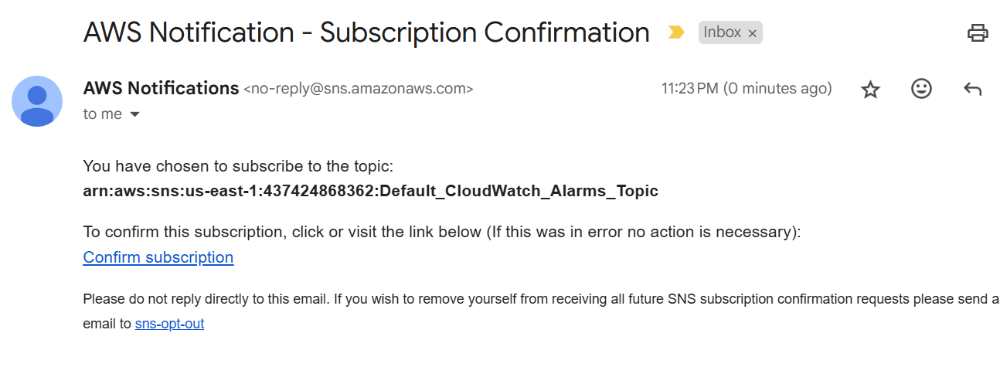 AWS Notification - Subscription Confirmation
Inbox ×
AWS Notifications <no-reply@sns.amazonaws.com>
11:23 PM (0 minutes ago)
to me
You have chosen to subscribe to the topic:
arn:aws:sns:us-east-1:437424868362:Default_CloudWatch_Alarms_Topic
To confirm this subscription, click or visit the link below (If this was in error no action is necessary):
Confirm subscription
Please do not reply directly to this email. If you wish to remove yourself from receiving all future SNS subscription confirmation requests please send a
email to sns-opt-out